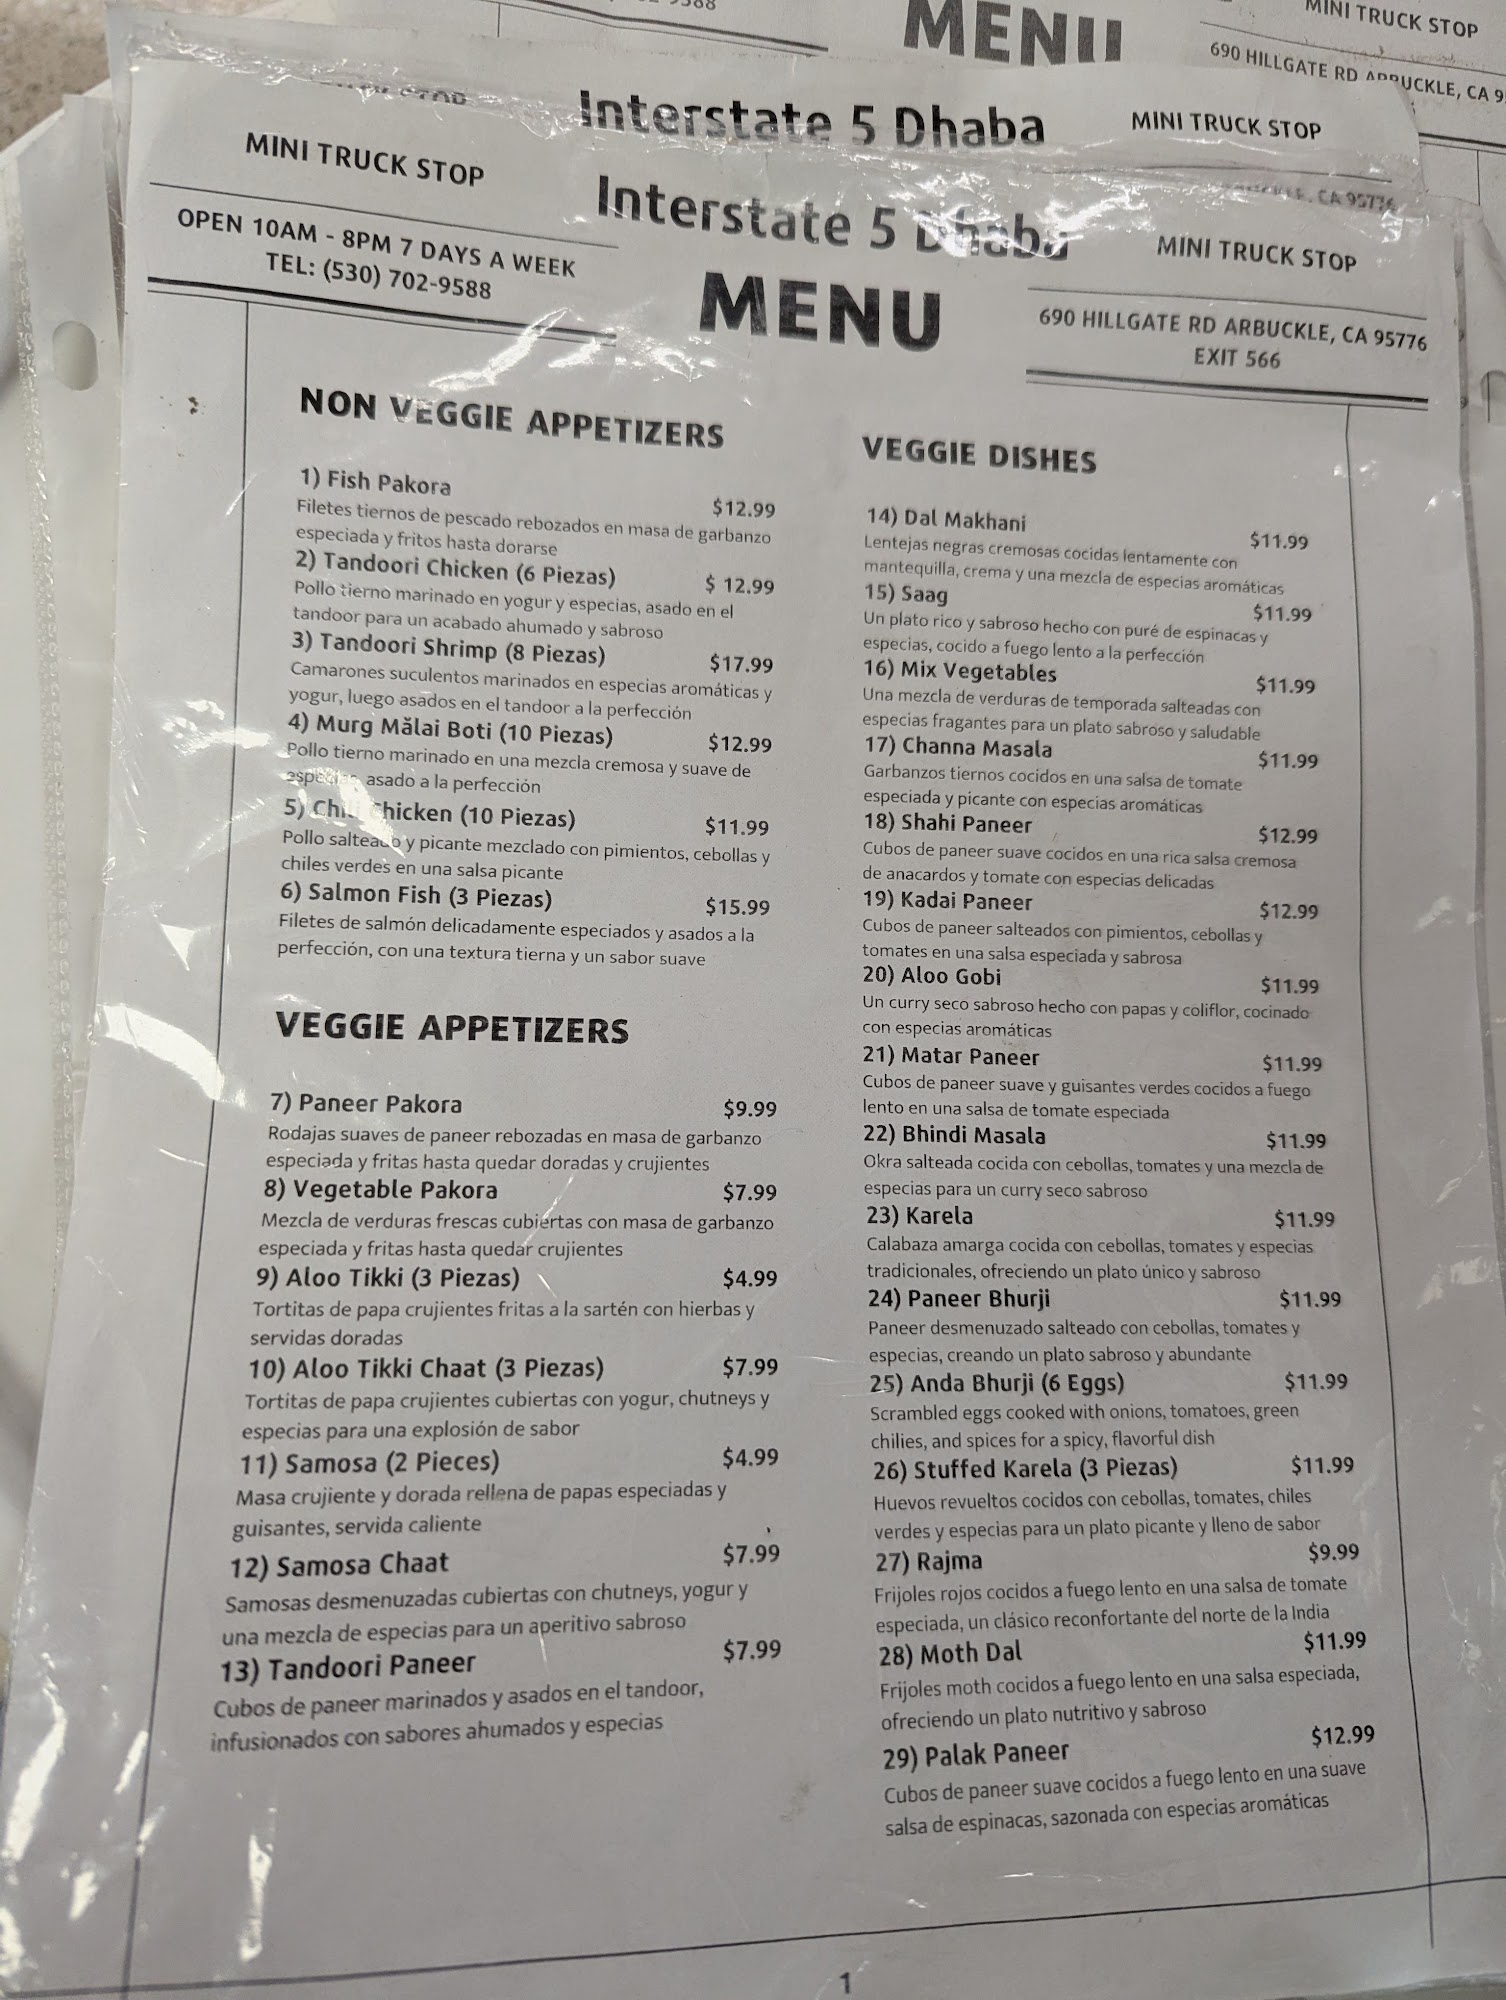 9588
MENU
MINI TRUCK STOP
690 HILLGATE RD ARBUCKLE, CA 9
Interstate 5 Dhaba
MINI TRUCK STOP
CA 95776
MINI TRUCK STOP
OPEN 10AM - 8PM 7 DAYS A WEEK
TEL: (530) 702-9588
Interstate 5 Dhaba
MENU
MINI TRUCK STOP
690 HILLGATE RD ARBUCKLE, CA 95776
EXIT 566
NON VEGGIE APPETIZERS
1) Fish Pakora $12.99
Filetes tiernos de pescado rebozados en masa de garbanzo
especiada y fritos hasta dorarse
2) Tandoori Chicken (6 Piezas) $ 12.99
Pollo tierno marinado en yogur y especias, asado en el
tandoor para un acabado ahumado y sabroso
3) Tandoori Shrimp (8 Piezas) $17.99
Camarones suculentos marinados en especias aromáticas y
yogur, luego asados en el tandoor a la perfección
4) Murg Mălai Boti (10 Piezas) $12.99
Pollo tierno marinado en una mezcla cremosa y suave de
asado a la perfección
5) Chicken (10 Piezas) $11.99
Pollo salteado y picante mezclado con pimientos, cebollas y
chiles verdes en una salsa picante
6) Salmon Fish (3 Piezas) $15.99
Filetes de salmón delicadamente especiados y asados a la
perfección, con una textura tierna y un sabor suave
VEGGIE APPETIZERS
7) Paneer Pakora $9.99
Rodajas suaves de paneer rebozadas en masa de garbanzo
especiada y fritas hasta quedar doradas y crujientes
8) Vegetable Pakora $7.99
Mezcla de verduras frescas cubiertas con masa de garbanzo
especiada y fritas hasta quedar crujientes
9) Aloo Tikki (3 Piezas) $4.99
Tortitas de papa crujientes fritas a la sartén con hierbas y
servidas doradas
10) Aloo Tikki Chaat (3 Piezas) $7.99
Tortitas de papa crujientes cubiertas con yogur, chutneys y
especias para una explosión de sabor
11) Samosa (2 Pieces) $4.99
Masa crujiente y dorada rellena de papas especiadas y
guisantes, servida caliente
12) Samosa Chaat $7.99
Samosas desmenuzadas cubiertas con chutneys, yogur y
una mezcla de especias para un aperitivo sabroso
13) Tandoori Paneer $7.99
Cubos de paneer marinados y asados en el tandoor,
infusionados con sabores ahumados y especias
VEGGIE DISHES
14) Dal Makhani $11.99
Lentejas negras cremosas cocidas lentamente con
mantequilla, crema y una mezcla de especias aromáticas
15) Saag $11.99
Un plato rico y sabroso hecho con puré de espinacas y
especias, cocido a fuego lento a la perfección
16) Mix Vegetables $11.99
Una mezcla de verduras de temporada salteadas con
especias fragantes para un plato sabroso y saludable
17) Channa Masala $11.99
Garbanzos tiernos cocidos en una salsa de tomate
especiada y picante con especias aromáticas
18) Shahi Paneer $12.99
Cubos de paneer suave cocidos en una rica salsa cremosa
de anacardos y tomate con especias delicadas
19) Kadai Paneer $12.99
Cubos de paneer salteados con pimientos, cebollas y
tomates en una salsa especiada y sabrosa
20) Aloo Gobi $11.99
Un curry seco sabroso hecho con papas y coliflor, cocinado
con especias aromáticas
21) Matar Paneer $11.99
Cubos de paneer suave y guisantes verdes cocidos a fuego
lento en una salsa de tomate especiada
22) Bhindi Masala $11.99
Okra salteada cocida con cebollas, tomates y una mezcla de
especias para un curry seco sabroso
23) Karela $11.99
Calabaza amarga cocida con cebollas, tomates y especias
tradicionales, ofreciendo un plato único y sabroso
24) Paneer Bhurji $11.99
Paneer desmenuzado salteado con cebollas, tomates y
especias, creando un plato sabroso y abundante
25) Anda Bhurji (6 Eggs) $11.99
Scrambled eggs cooked with onions, tomatoes, green
chilies, and spices for a spicy, flavorful dish
26) Stuffed Karela (3 Piezas) $11.99
Huevos revueltos cocidos con cebollas, tomates, chiles
verdes y especias para un plato picante y lleno de sabor
27) Rajma $9.99
Frijoles rojos cocidos a fuego lento en una salsa de tomate
especiada, un clásico reconfortante del norte de la India
28) Moth Dal $11.99
Frijoles moth cocidos a fuego lento en una salsa especiada,
ofreciendo un plato nutritivo y sabroso
29) Palak Paneer $12.99
Cubos de paneer suave cocidos a fuego lento en una suave
salsa de espinacas, sazonada con especias aromáticas
1